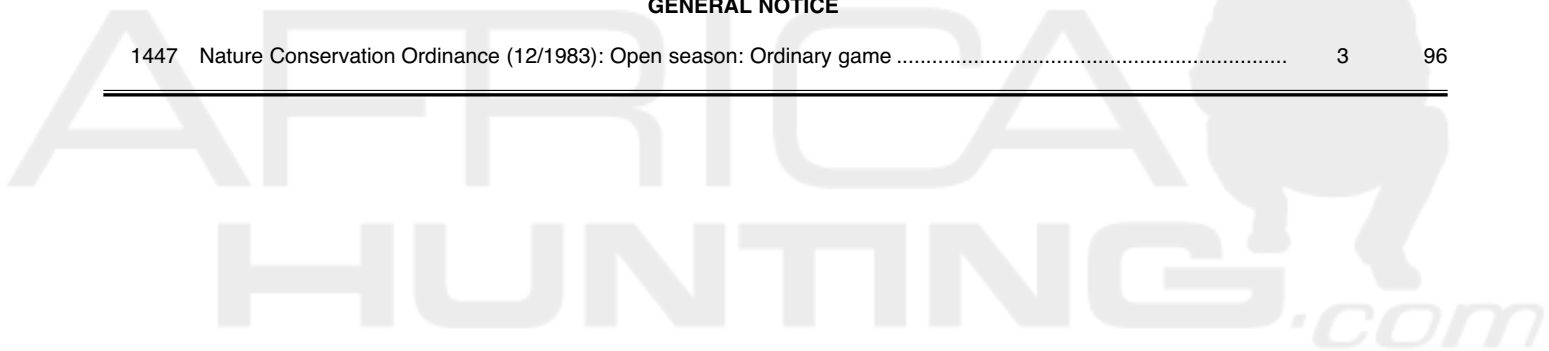 GENERAL NOTICE
1447 Nature Conservation Ordinance (12/1983): Open season: Ordinary game .................................................................. 3 96
AFRICA
HUNTING
.com